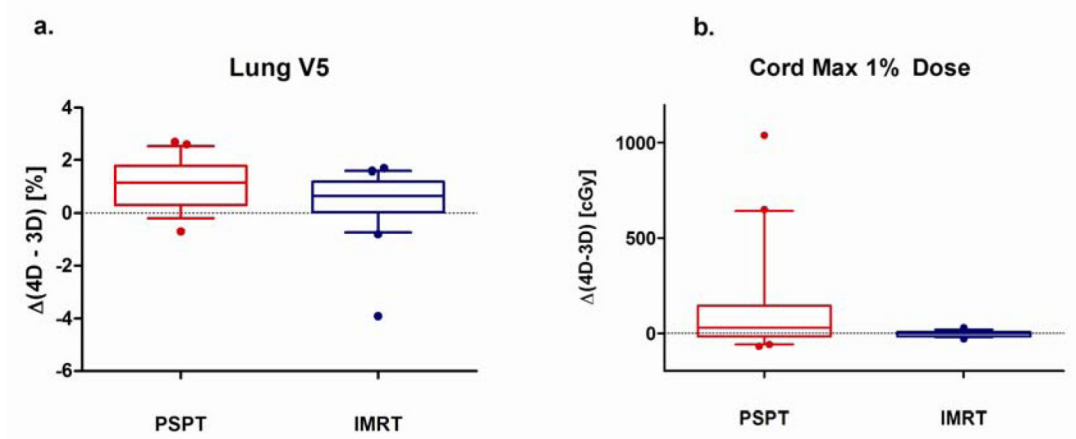 a.
Lung V5
Δ(4D - 3D) [%]
4
2
0
-2
-4
-6
PSPT
IMRT
b.
Cord Max 1% Dose
Δ(4D-3D) [cGy]
1000
500
0
PSPT
IMRT